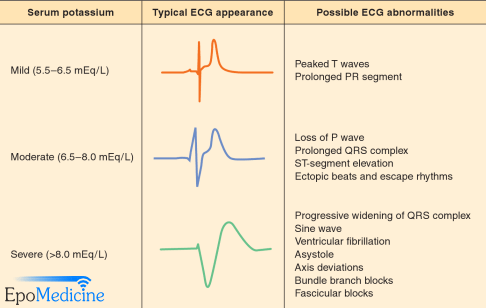 Serum potassium
Typical ECG appearance
Possible ECG abnormalities
Mild (5.5–6.5 mEq/L)
Peaked T waves
Prolonged PR segment
Moderate (6.5–8.0 mEq/L)
Loss of P wave
Prolonged QRS complex
ST-segment elevation
Ectopic beats and escape rhythms
Severe (>8.0 mEq/L)
Progressive widening of QRS complex
Sine wave
Ventricular fibrillation
Asystole
Axis deviations
Bundle branch blocks
Fascicular blocks
EpoMedicine